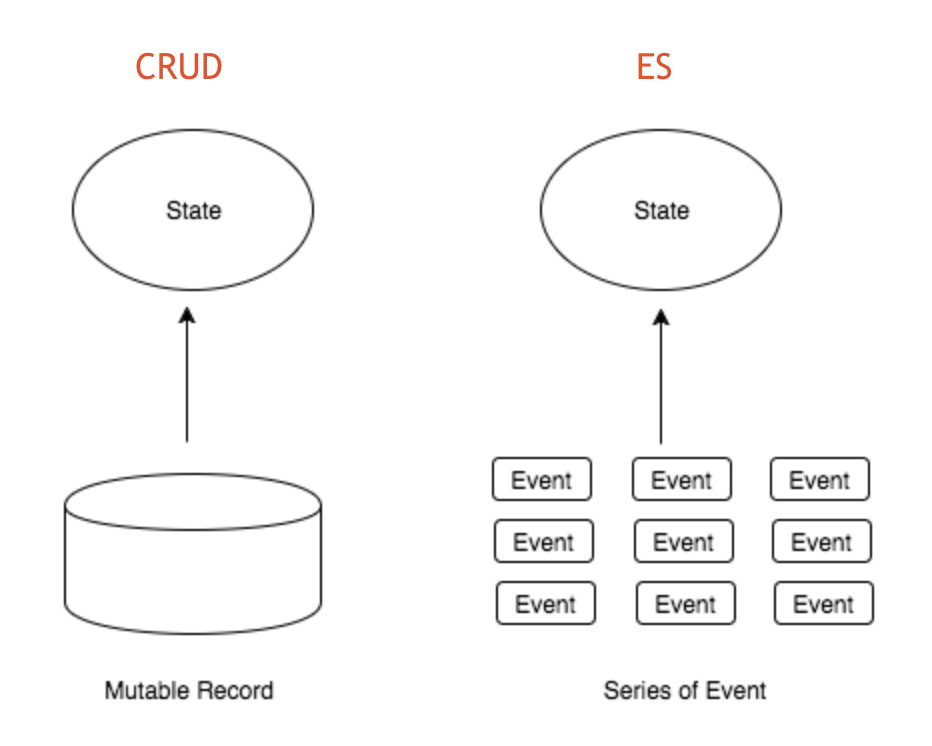 CRUD
ES
State
State
Event Event Event
Event Event Event
Event Event Event
Mutable Record
Series of Event